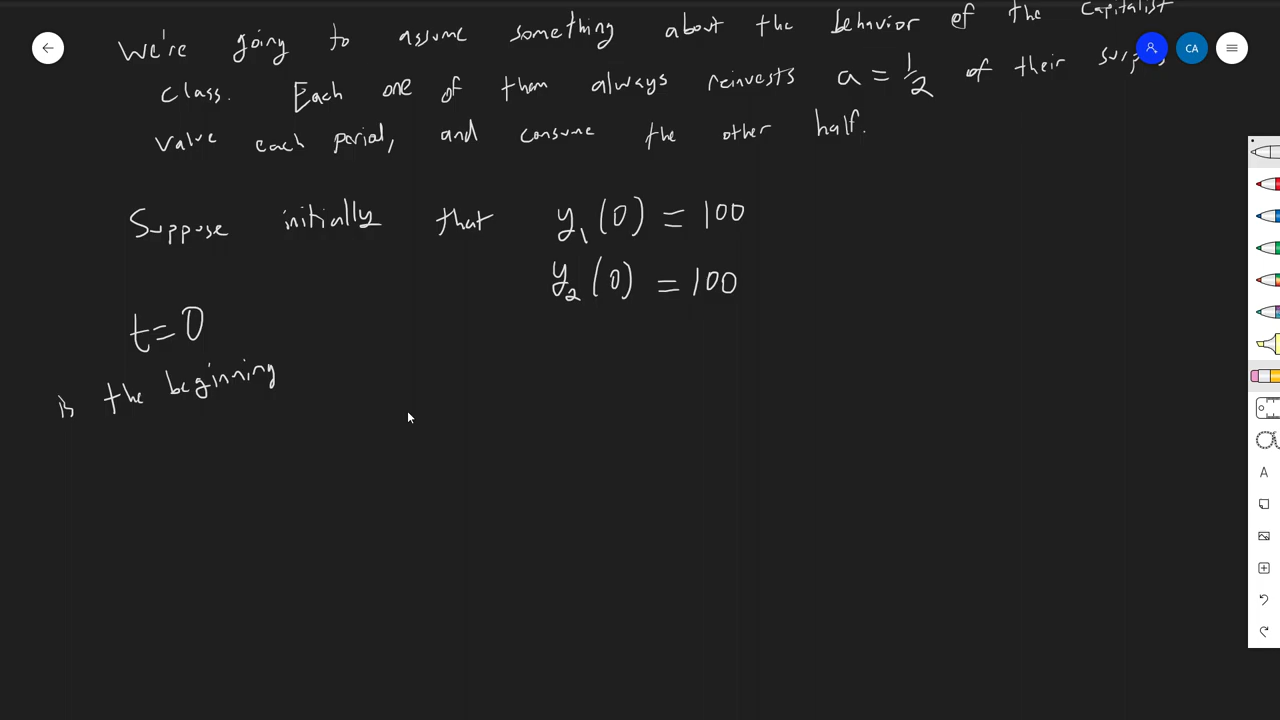 We're going to assume something about the behavior of the capitalist
class. Each one of them always reinvests a = 1/2 of their
value each period, and consume the other half.
Suppose initially that y₁(0) = 100
y₂(0) = 100
t=0
is the beginning
CA
A